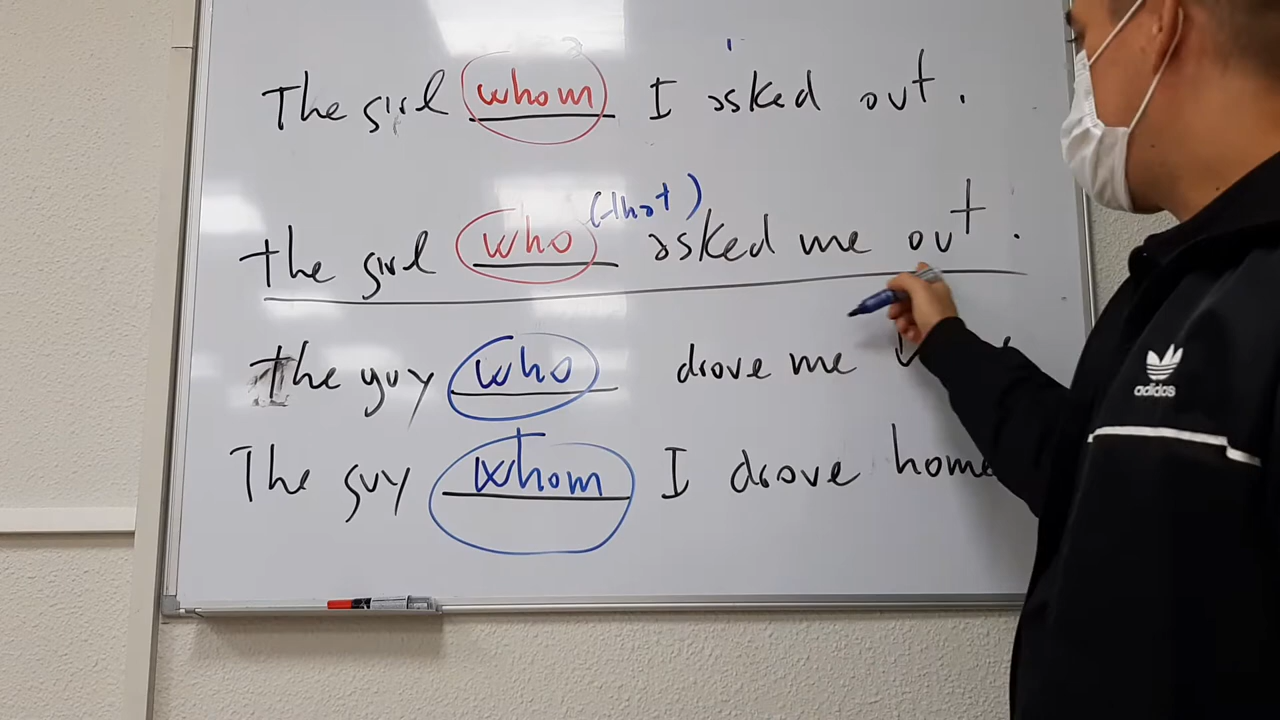 The girl whom I asked out.
(that)
the girl who asked me out.
the guy who drove me
The guy whom I drove home
adidas